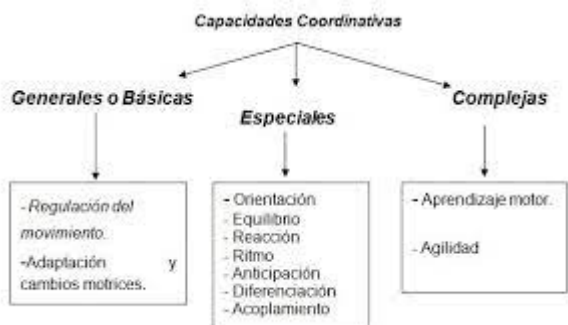 Capacidades Coordinativas
Generales o Básicas
Especiales
Complejas
- Regulación del
movimiento.
-Adaptación y
cambios motrices.
- Orientación
- Equilibrio
- Reacción
- Ritmo
- Anticipación
- Diferenciación
- Acoplamiento
- Aprendizaje motor.
- Agilidad